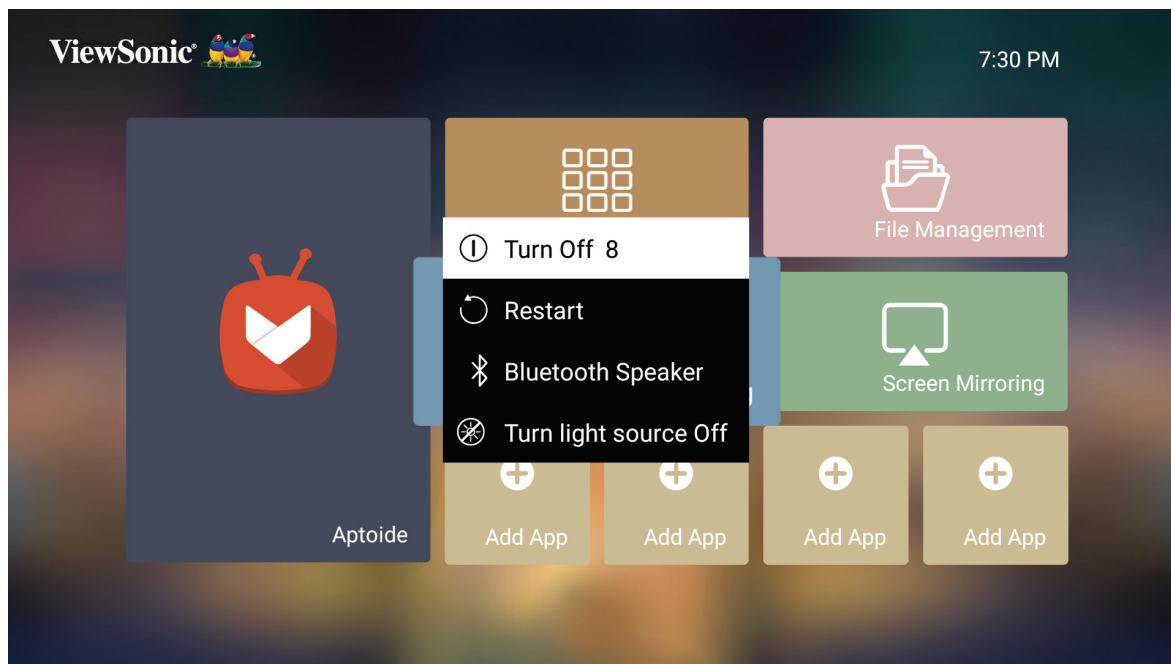 ViewSonic®
7:30 PM
File Management
Turn Off 8
Restart
Bluetooth Speaker
Turn light source Off
Screen Mirroring
Aptoide
Add App
Add App
Add App
Add App